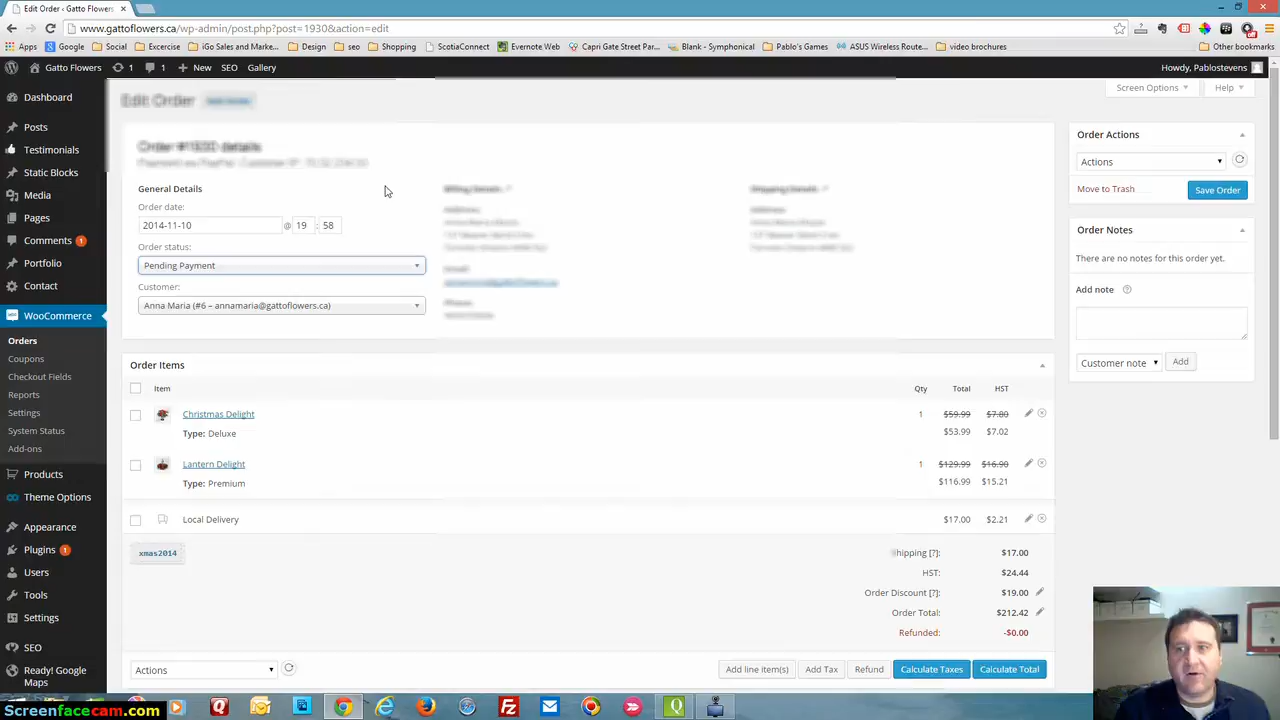 Edit Order ‹ Gatto Flowers
www.gattoflowers.ca/wp-admin/post.php?post=1930&action=edit
Apps Google Social Excercise iGo Sales and Marke... Design seo Shopping ScotiaConnect Evernote Web Capri Gate Street Par... Blank - Symphonical Pablo's Games ASUS Wireless Route... video brochures Other bookmarks
Gatto Flowers 1 1 New SEO Gallery Howdy, Pablostevens
Screen Options Help
Dashboard
Posts
Testimonials
Static Block
Media
Pages
Comments 1
Portfolio
Contact
WooCommerce
Orders
Coupons
Checkout Fields
Reports
Settings
System Status
Add-ons
Products
Theme Options
Appearance
Plugins 1
Users
Tools
Settings
SEO
Ready! Google
Maps
Edit Order
Order #1930 details
General Details
Order date:
2014-11-10 @ 19 : 58
Order status:
Pending Payment
Customer:
Anna Maria (#6 – annamaria@gattoflowers.ca)
Billing Details
Shipping Details
Order Items
Item Qty Total HST
Christmas Delight 1 $59.99 $7.80
$53.99 $7.02
Type: Deluxe
Lantern Delight 1 $129.99 $16.90
$116.99 $15.21
Type: Premium
Local Delivery $17.00 $2.21
xmas2014
Shipping [?]: $17.00
HST: $24.44
Order Discount [?]: $19.00
Order Total: $212.42
Refunded: -$0.00
Actions
Add line item(s) Add Tax Refund Calculate Taxes Calculate Total
Order Actions
Actions
Move to Trash Save Order
Order Notes
There are no notes for this order yet.
Add note
Customer note Add
Screenfacecam.com